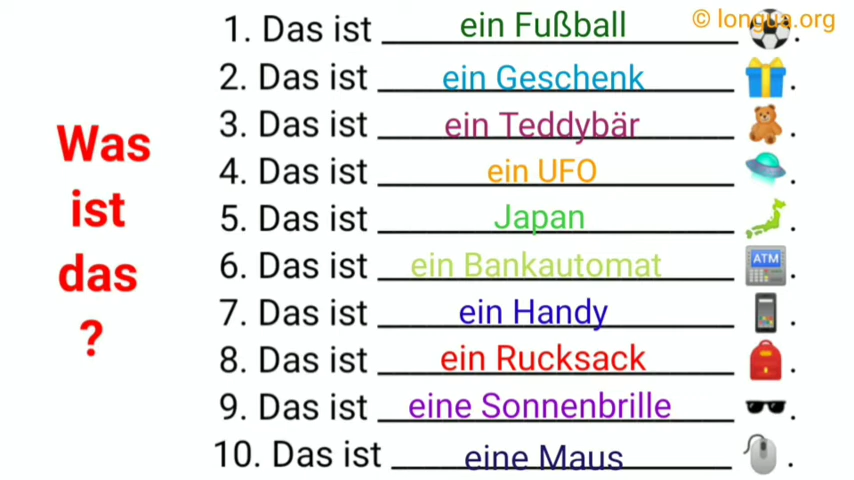 © longua.org
Was
ist
das
?
1. Das ist ein Fußball.
2. Das ist ein Geschenk.
3. Das ist ein Teddybär.
4. Das ist ein UFO.
5. Das ist Japan.
6. Das ist ein Bankautomat ATM.
7. Das ist ein Handy.
8. Das ist ein Rucksack.
9. Das ist eine Sonnenbrille.
10. Das ist eine Maus.